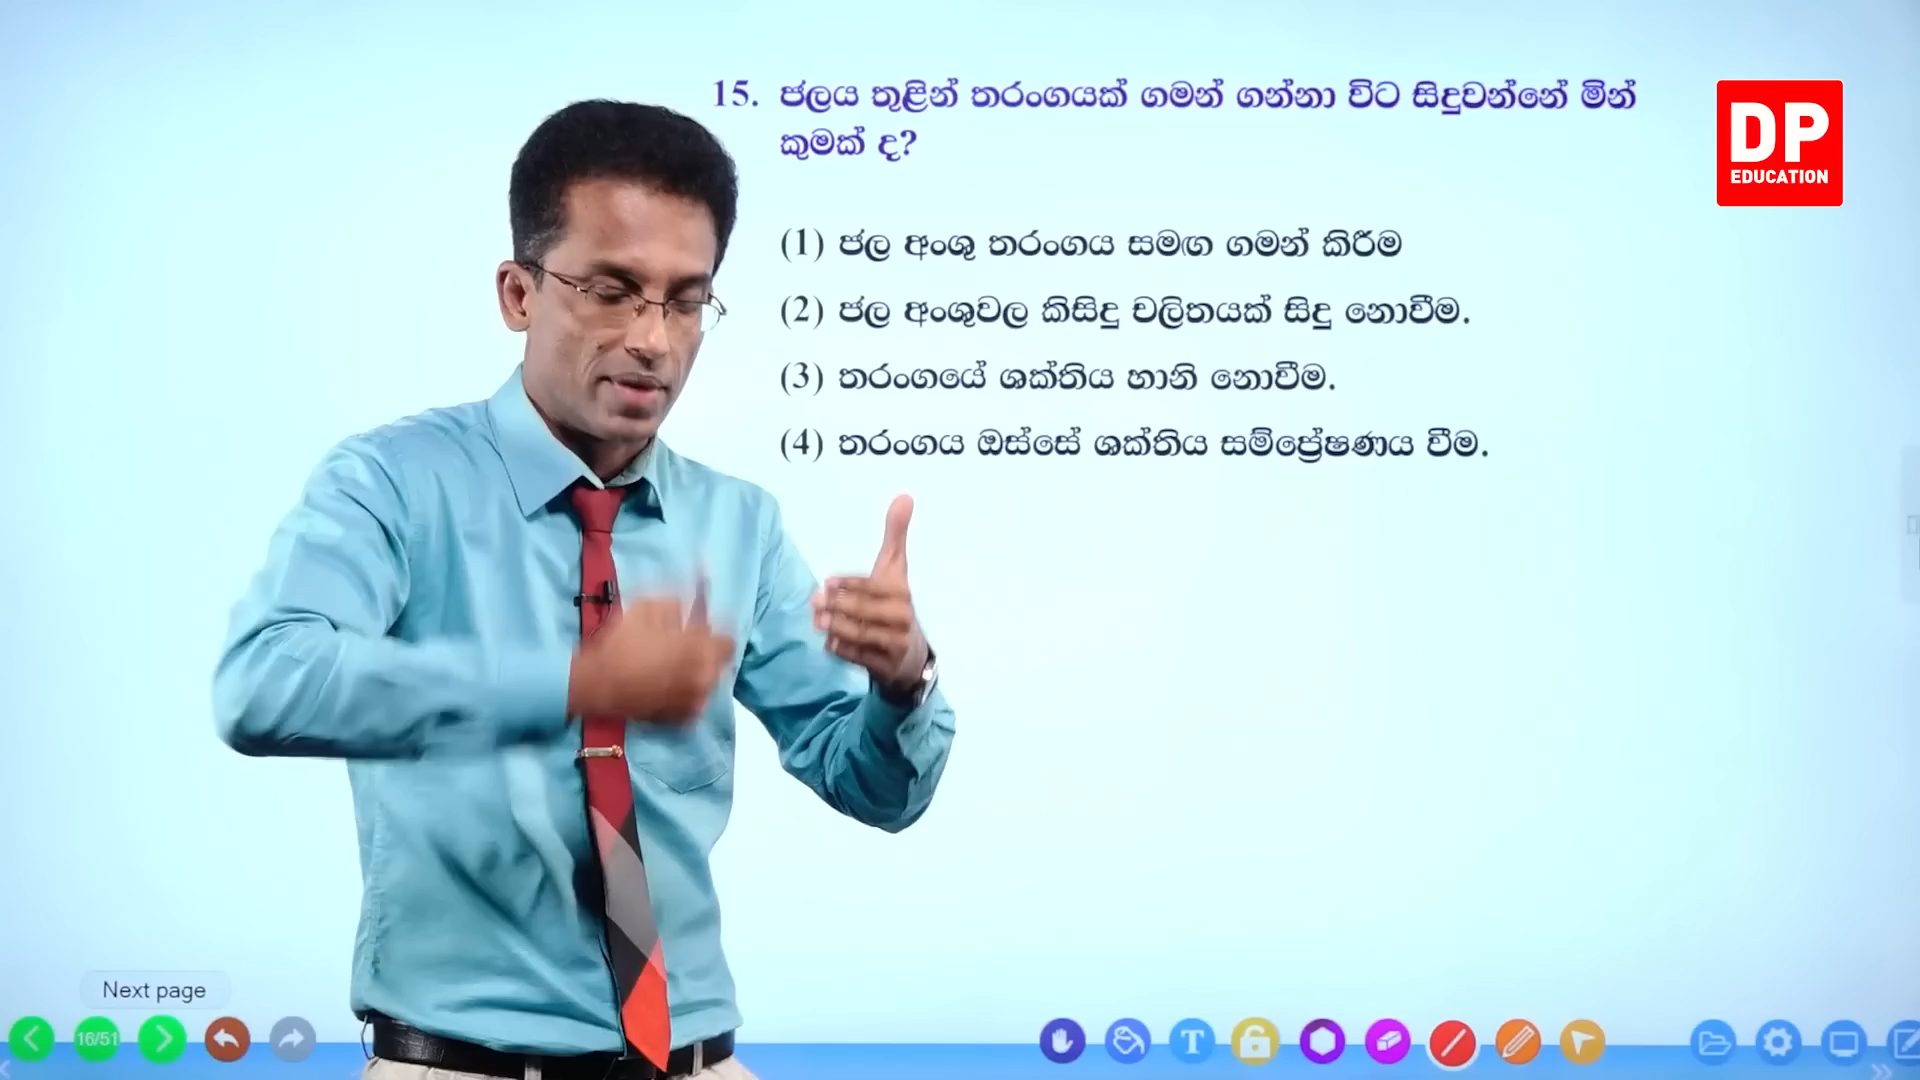 15. ජලය තුළින් තරංගයක් ගමන් ගන්නා විට සිදුවන්නේ මින්
කුමක් ද?
DP
EDUCATION
(1) ජල අංශු තරංගය සමඟ ගමන් කිරීම
(2) ජල අංශුවල කිසිදු චලිතයක් සිදු නොවීම.
(3) තරංගයේ ශක්තිය හානි නොවීම.
(4) තරංගය ඔස්සේ ශක්තිය සම්ප්‍රේෂණය වීම.
Next page
16/51
T